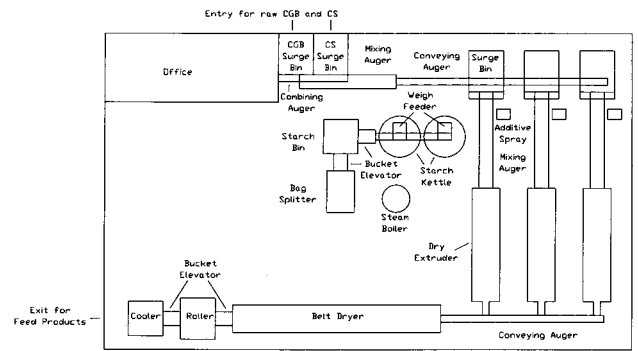 Entry for raw CGB and CS
Office
CGB
Surge
Bin
CS
Surge
Bin
Mixing
Auger
Conveying
Auger
Surge
Bin
Combining
Auger
Weigh
Feeder
Starch
Bin
Bucket
Elevator
Starch
Kettle
Additive
Spray
Mixing
Auger
Bag
Splitter
Steam
Boiler
Dry
Extruder
Bucket
Elevator
Exit for
Feed Products
Cooler
Roller
Belt Dryer
Conveying Auger